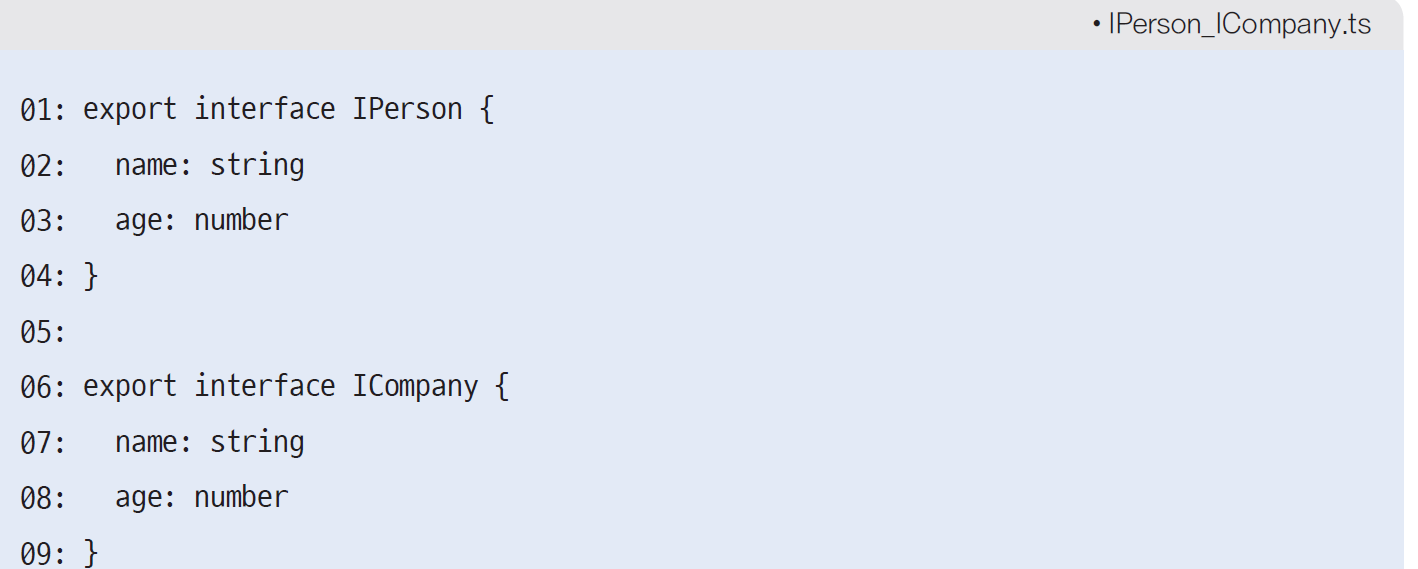 • IPerson_ICompany.ts
01: export interface IPerson {
02:   name: string
03:   age: number
04: }
05:
06: export interface ICompany {
07:   name: string
08:   age: number
09: }